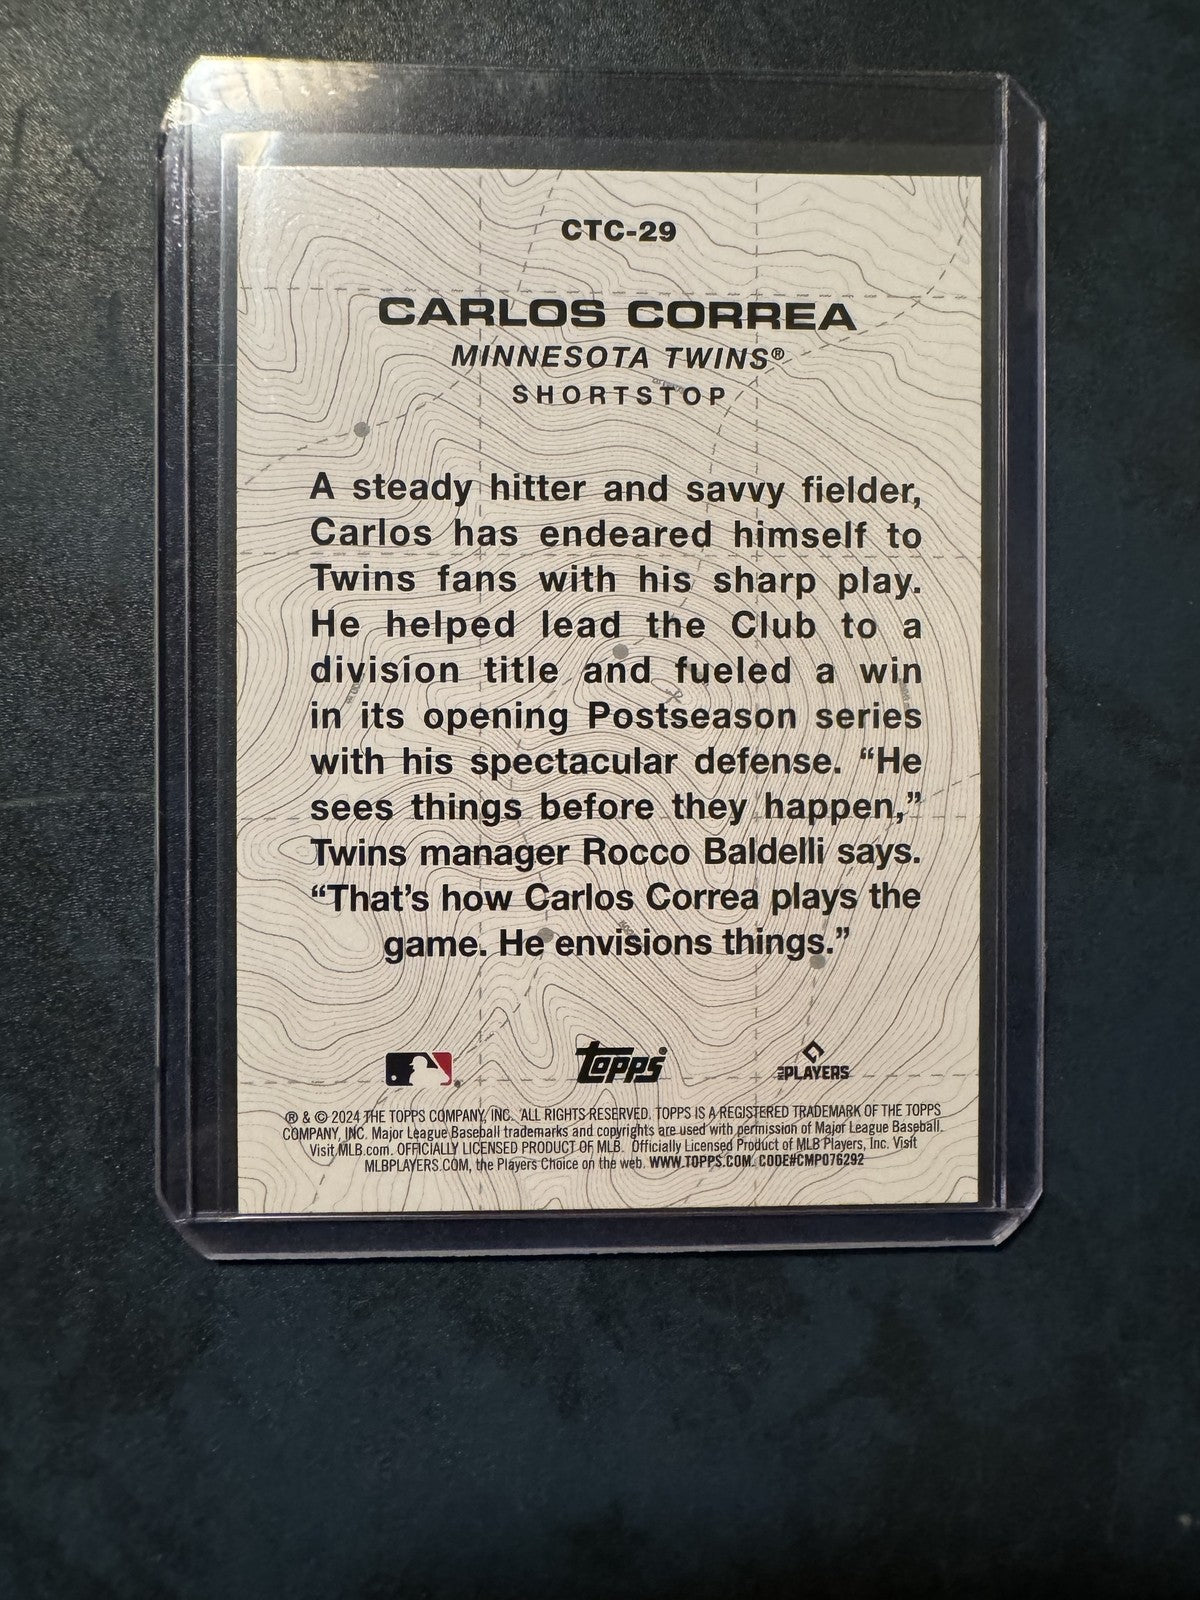 CTC-29
CARLOS CORREA
MINNESOTA TWINS®
SHORTSTOP
A steady hitter and savvy fielder,
Carlos has endeared himself to
Twins fans with his sharp play.
He helped lead the Club to a
division title and fueled a win
in its opening Postseason series
with his spectacular defense. “He
sees things before they happen,”
Twins manager Rocco Baldelli says.
“That’s how Carlos Correa plays the
game. He envisions things.”
Topps®
PLAYERS
® & © 2024 THE TOPPS COMPANY, INC. ALL RIGHTS RESERVED. TOPPS IS A REGISTERED TRADEMARK OF THE TOPPS
COMPANY, INC. Major League Baseball trademarks and copyrights are used with permission of Major League Baseball.
Visit MLB.com. OFFICIALLY LICENSED PRODUCT OF MLB. Officially Licensed Product of MLB Players, Inc. Visit
MLBPLAYERS.COM, the Players Choice on the web. WWW.TOPPS.COM. CODE#CMP076292